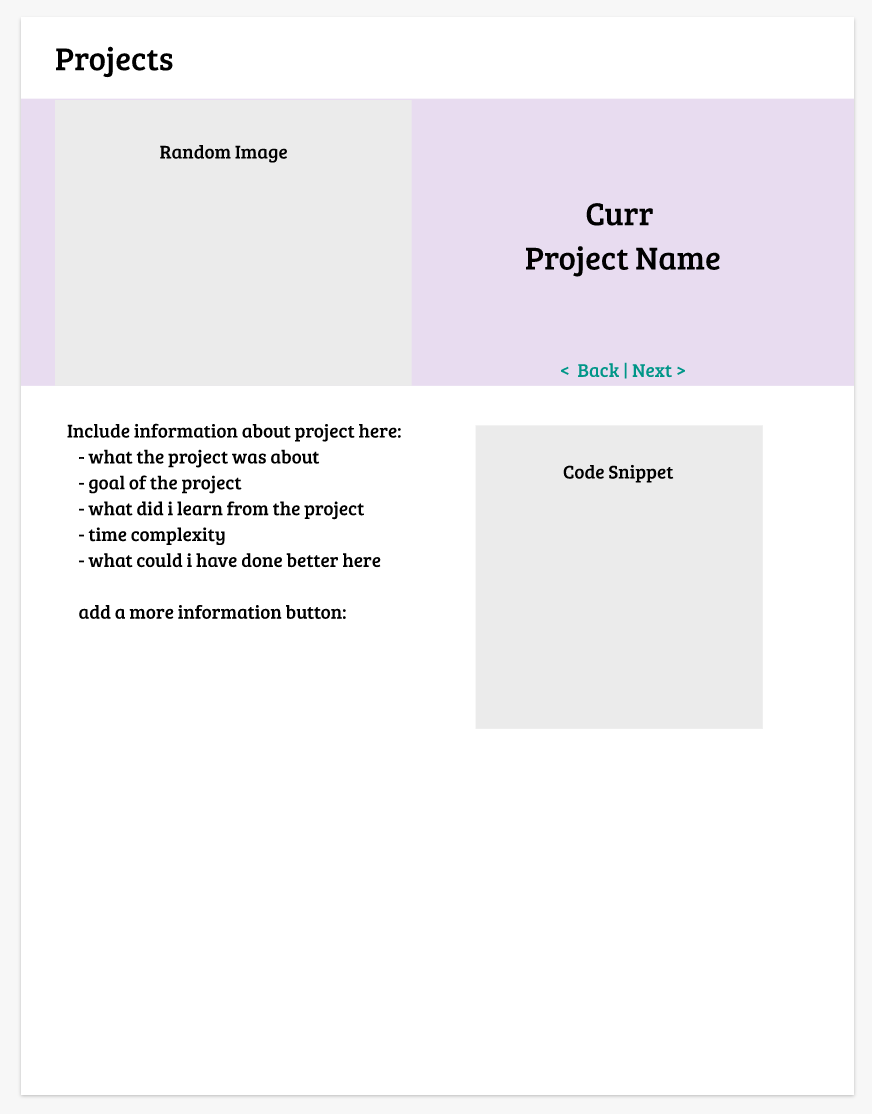 Projects
Random Image
Curr
Project Name
< Back | Next >
Include information about project here:
- what the project was about
- goal of the project
- what did i learn from the project
- time complexity
- what could i have done better here
add a more information button:
Code Snippet